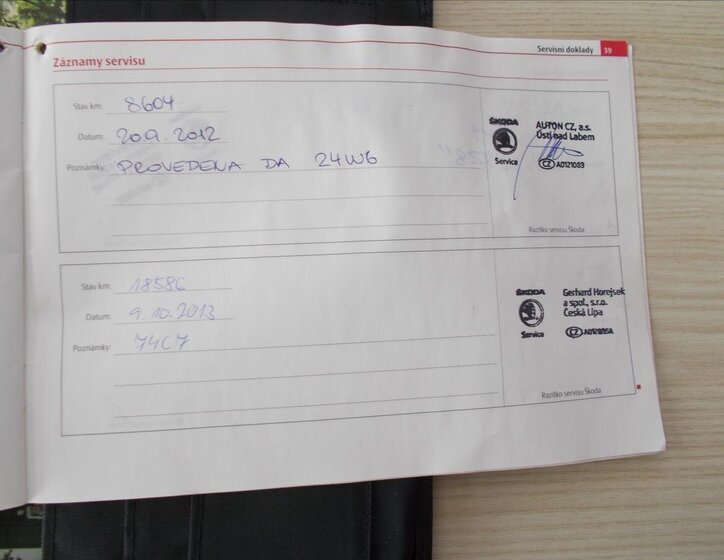 Servisní doklady 39
Záznamy servisu
Stav km: 8604
Datum: 20.9.2012
Poznámky: PROVEDENA DA 24W6
ŠKODA
Service
AUTON CZ, a.s.
Ústí nad Labem
CZ A0121083
Razítko servisu Škoda
Stav km: 18586
Datum: 9.10.2013
Poznámky: 74C7
ŠKODA
Service
Gerhard Horejsek
a spol., s.r.o.
Česká Lípa
CZ
Razítko servisu Škoda